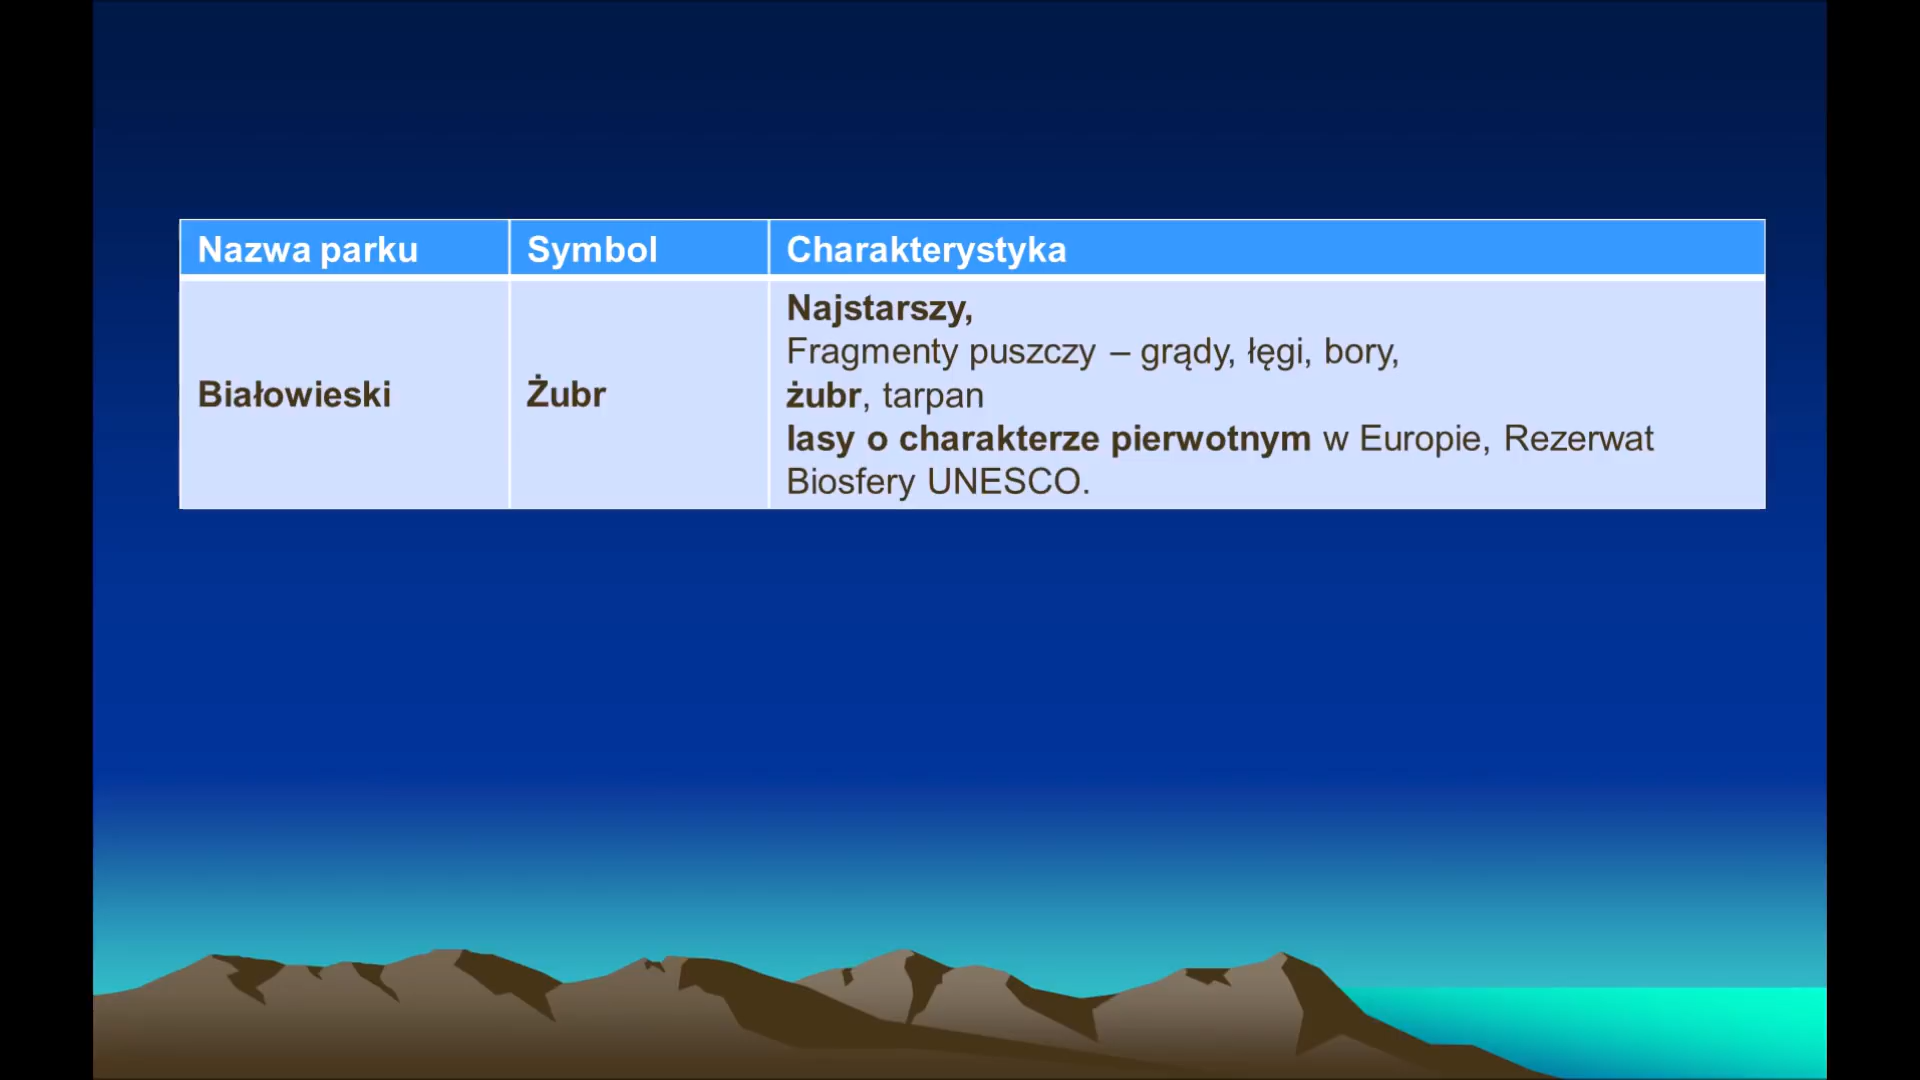 Nazwa parku Symbol Charakterystyka
Białowieski Żubr Najstarszy,
Fragmenty puszczy – grądy, łęgi, bory,
żubr, tarpan
lasy o charakterze pierwotnym w Europie, Rezerwat
Biosfery UNESCO.